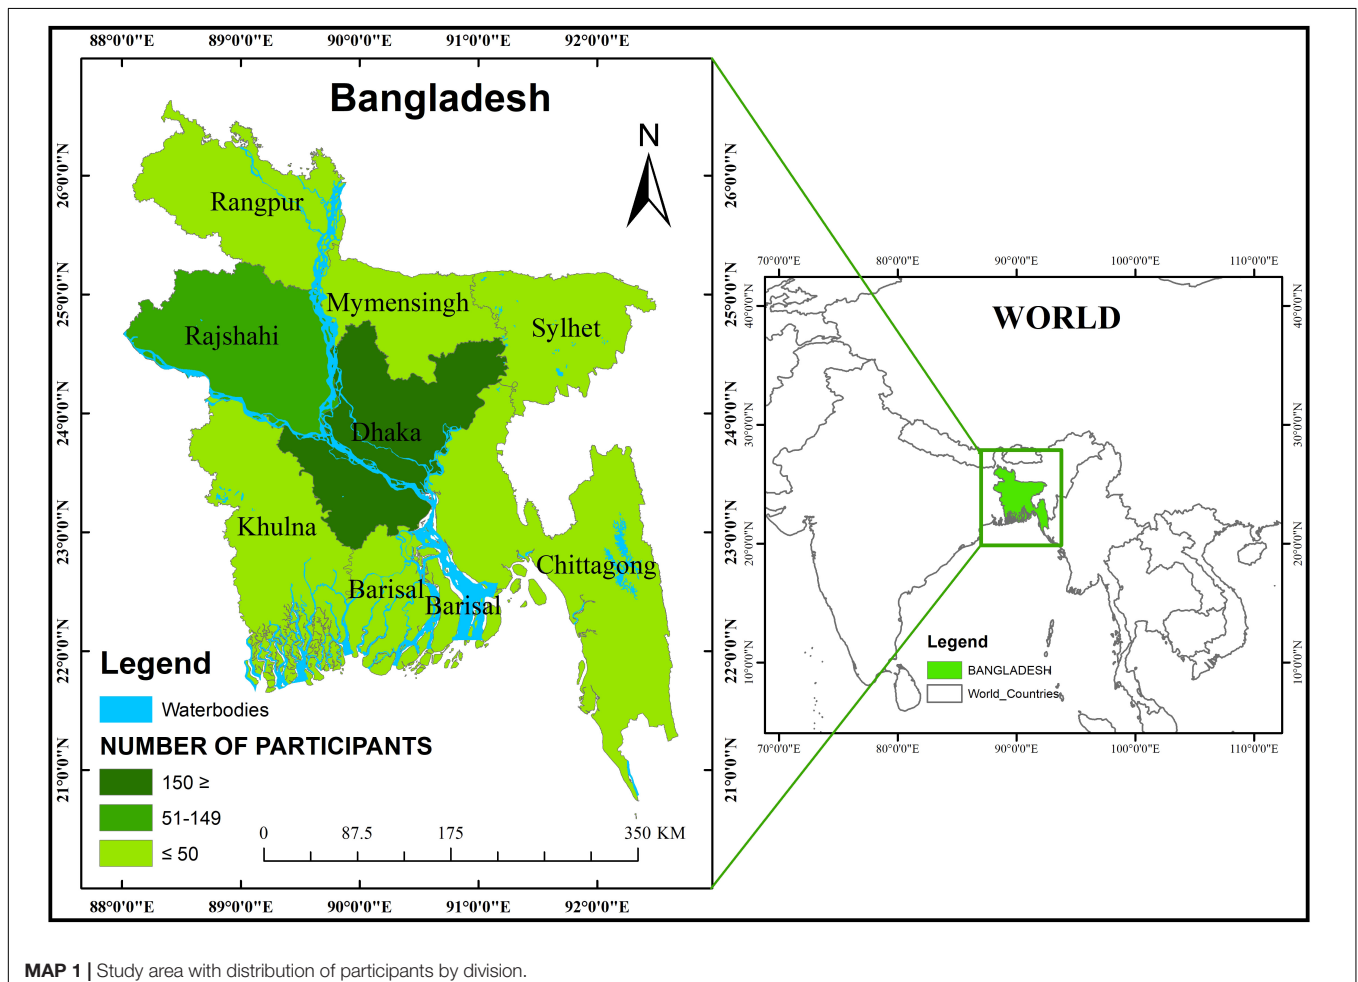 88°0'0"E 89°0'0"E 90°0'0"E 91°0'0"E 92°0'0"E
Bangladesh
N
26°0'0"N
25°0'0"N
24°0'0"N
23°0'0"N
22°0'0"N
21°0'0"N
26°0'0"N
25°0'0"N
24°0'0"N
23°0'0"N
22°0'0"N
21°0'0"N
Rangpur
Mymensingh
Sylhet
Rajshahi
Dhaka
Khulna
Chittagong
Barisal
Barisal
Legend
Waterbodies
NUMBER OF PARTICIPANTS
150 ≥
51-149
≤ 50
0 87.5 175 350 KM
88°0'0"E 89°0'0"E 90°0'0"E 91°0'0"E 92°0'0"E
70°0'0"E 80°0'0"E 90°0'0"E 100°0'0"E 110°0'0"E
WORLD
40°0'0"N
30°0'0"N
20°0'0"N
10°0'0"N
40°0'0"N
30°0'0"N
20°0'0"N
10°0'0"N
Legend
BANGLADESH
World_Countries
70°0'0"E 80°0'0"E 90°0'0"E 100°0'0"E 110°0'0"E
MAP 1 | Study area with distribution of participants by division.